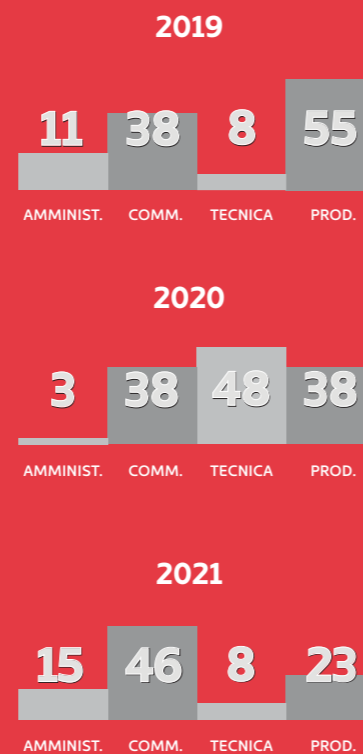 2019
11 38 8 55
AMMINIST. COMM. TECNICA PROD.
2020
3 38 48 38
AMMINIST. COMM. TECNICA PROD.
2021
15 46 8 23
AMMINIST. COMM. TECNICA PROD.